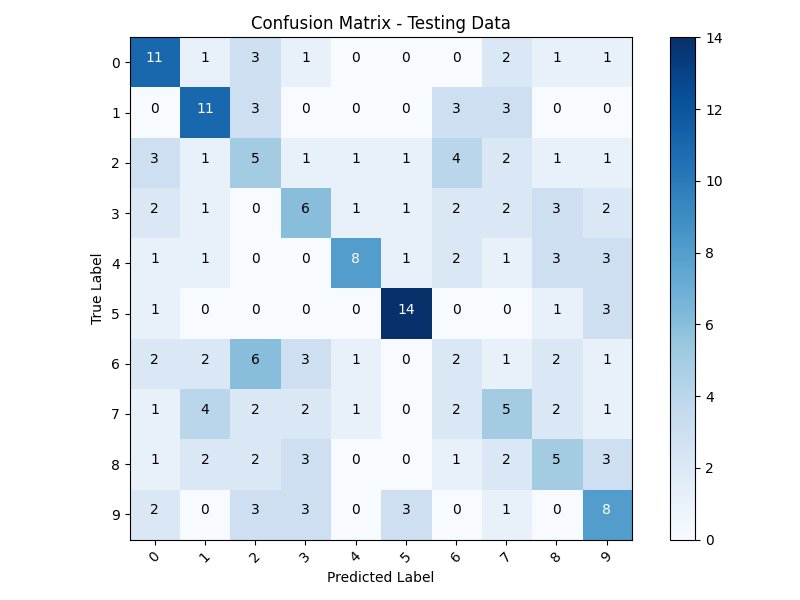 Confusion Matrix - Testing Data
True Label
0 11 1 3 1 0 0 0 2 1 1
1 0 11 3 0 0 0 3 3 0 0
2 3 1 5 1 1 1 4 2 1 1
3 2 1 0 6 1 1 2 2 3 2
4 1 1 0 0 8 1 2 1 3 3
5 1 0 0 0 0 14 0 0 1 3
6 2 2 6 3 1 0 2 1 2 1
7 1 4 2 2 1 0 2 5 2 1
8 1 2 2 3 0 0 1 2 5 3
9 2 0 3 3 0 3 0 1 0 8
0 1 2 3 4 5 6 7 8 9
Predicted Label
14
12
10
8
6
4
2
0